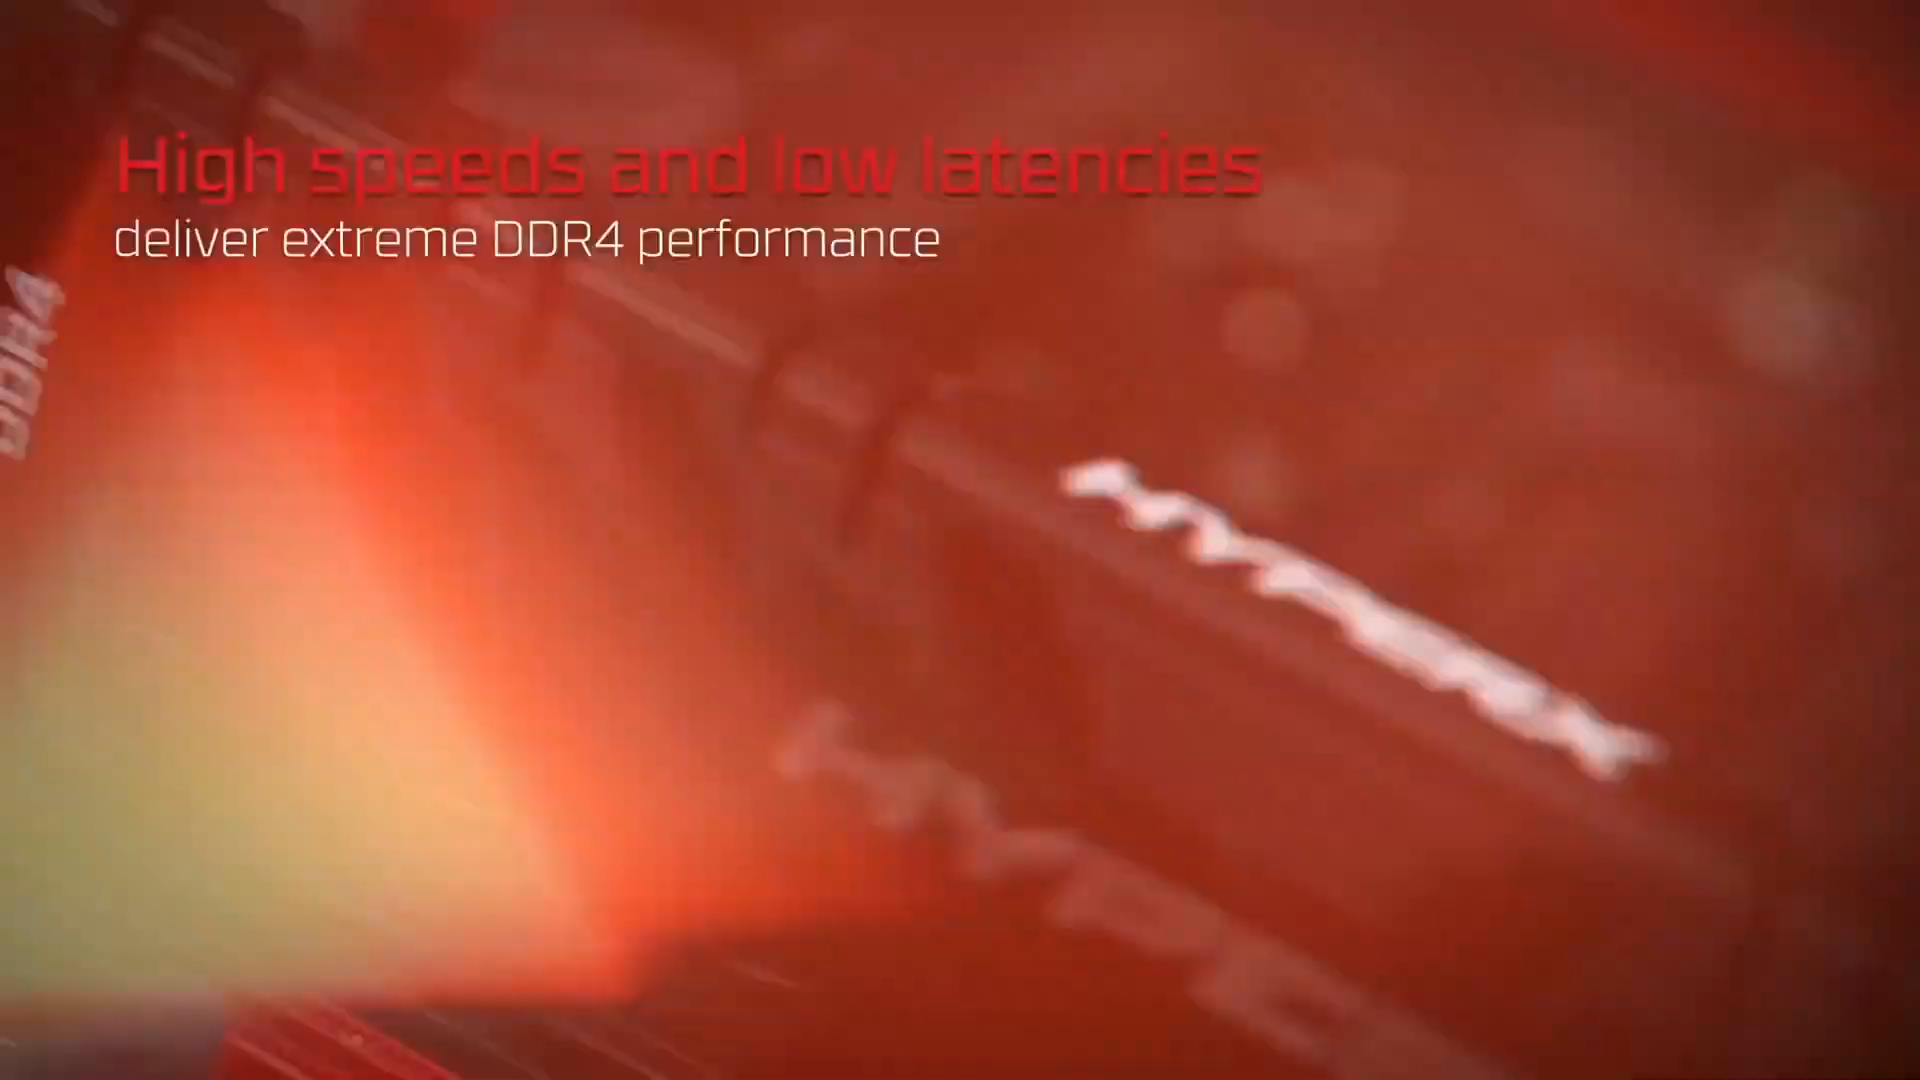 High speeds and low latencies
deliver extreme DDR4 performance
DDR4